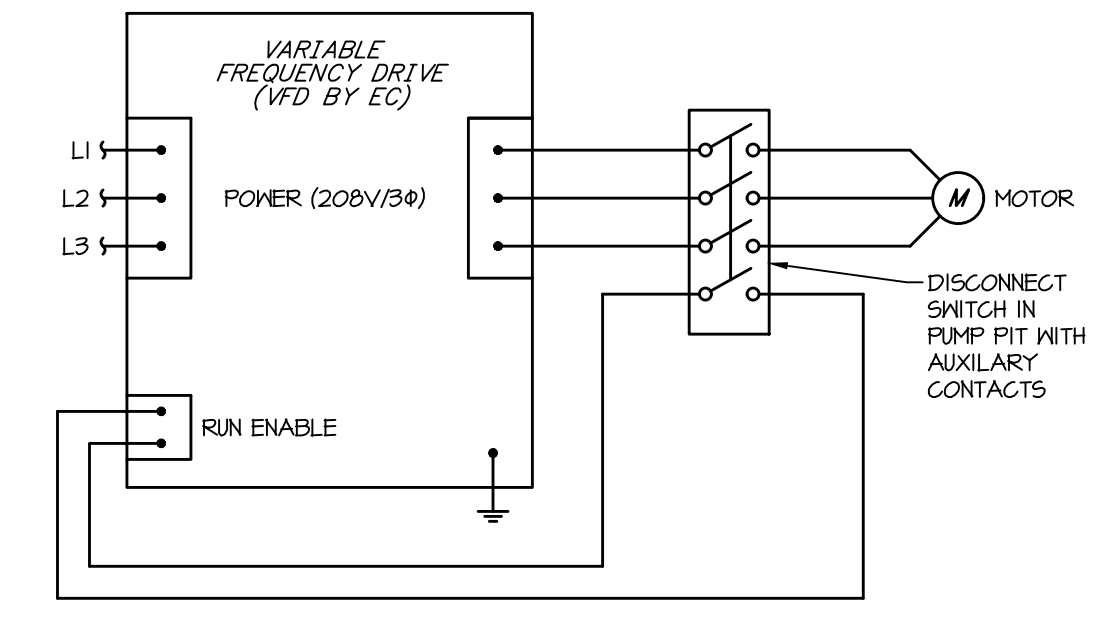 VARIABLE
FREQUENCY DRIVE
(VFD BY EC)
L1
L2
L3
POWER (208V/3Φ)
M
MOTOR
DISCONNECT
SWITCH IN
PUMP PIT WITH
AUXILARY
CONTACTS
RUN ENABLE